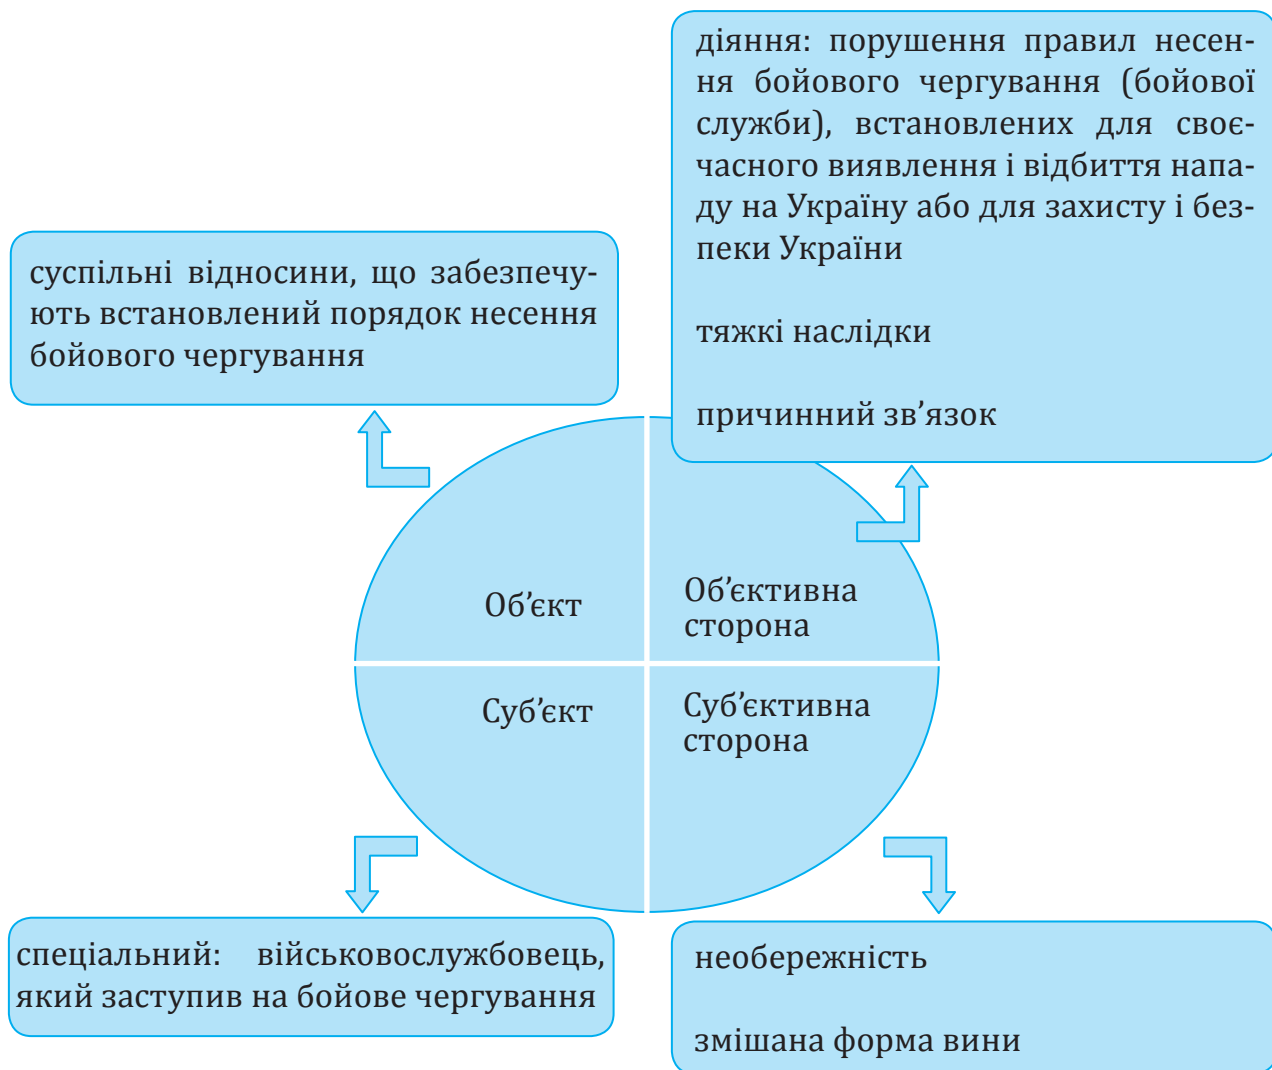 діяння: порушення правил несен-
ня бойового чергування (бойової
служби), встановлених для своє-
часного виявлення і відбиття напа-
ду на Україну або для захисту і без-
пеки України
тяжкі наслідки
причинний зв’язок
суспільні відносини, що забезпечу-
ють встановлений порядок несення
бойового чергування
Об’єкт
Об’єктивна
сторона
Суб’єкт
Суб’єктивна
сторона
спеціальний: військовослужбовець,
який заступив на бойове чергування
необережність
змішана форма вини